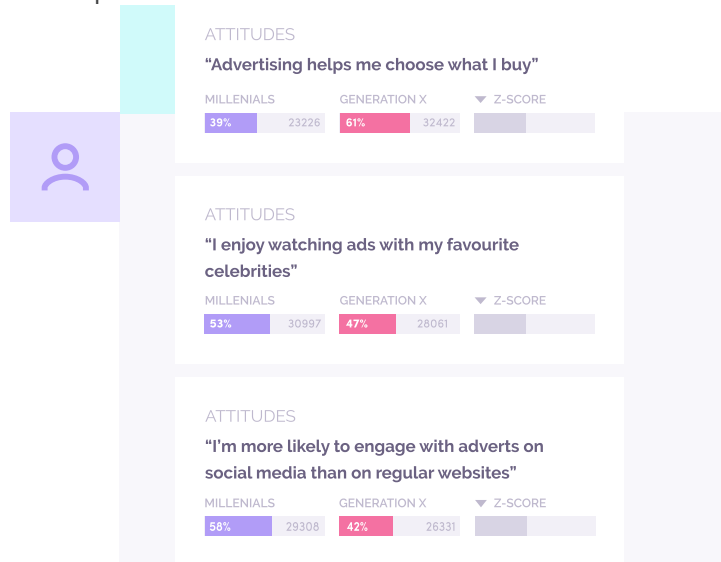 ATTITUDES
“Advertising helps me choose what I buy”
MILLENIALS GENERATION X Z-SCORE
39% 23226 61% 32422
ATTITUDES
“I enjoy watching ads with my favourite
celebrities”
MILLENIALS GENERATION X Z-SCORE
53% 30997 47% 28061
ATTITUDES
“I’m more likely to engage with adverts on
social media than on regular websites”
MILLENIALS GENERATION X Z-SCORE
58% 29308 42% 26331